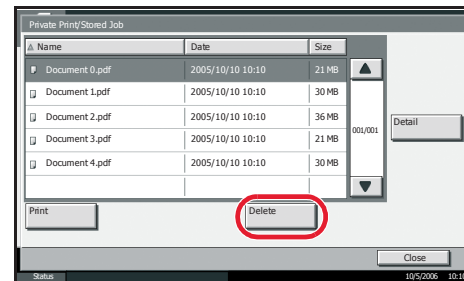 Private Print/Stored Job
Name Date Size
Document 0.pdf 2005/10/10 10:10 21 MB
Document 1.pdf 2005/10/10 10:10 30 MB
Document 2.pdf 2005/10/10 10:10 36 MB
Document 3.pdf 2005/10/10 10:10 21 MB
Document 4.pdf 2005/10/10 10:10 30 MB
001/001
Detail
Print Delete
Close
Status 10/5/2006 10:10